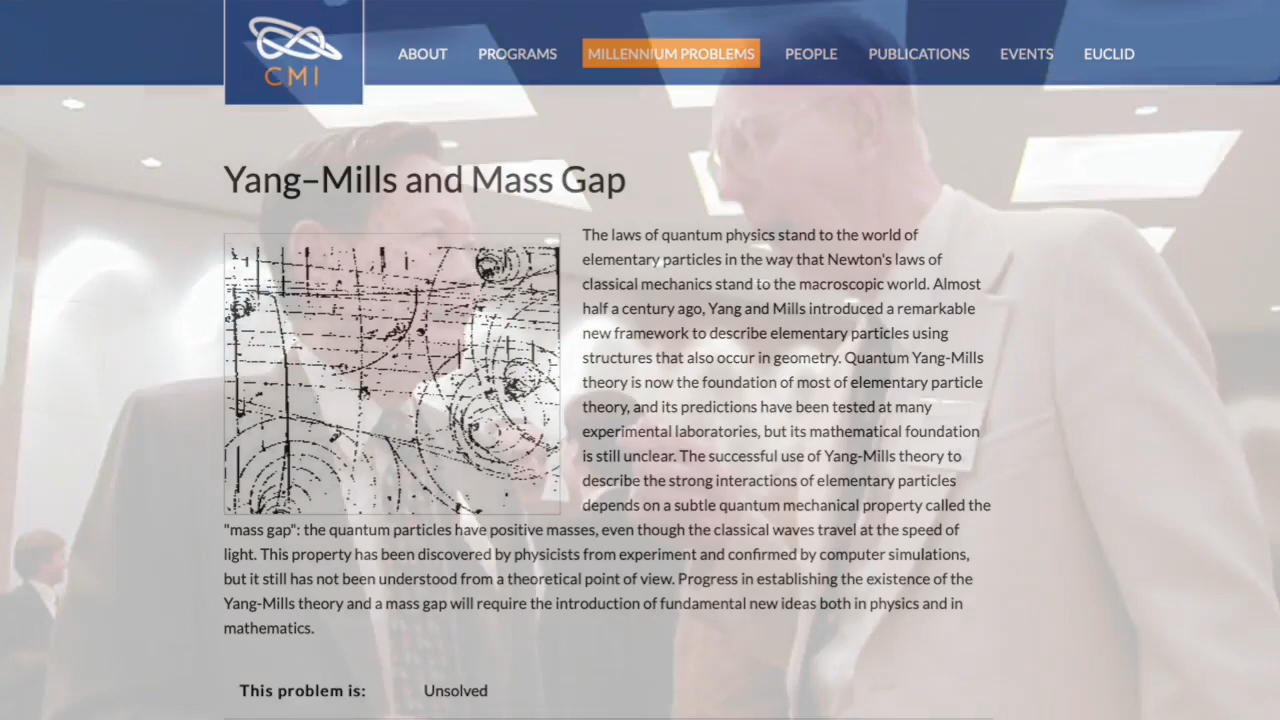 CMI
ABOUT PROGRAMS MILLENNIUM PROBLEMS PEOPLE PUBLICATIONS EVENTS EUCLID
Yang–Mills and Mass Gap
The laws of quantum physics stand to the world of
elementary particles in the way that Newton's laws of
classical mechanics stand to the macroscopic world. Almost
half a century ago, Yang and Mills introduced a remarkable
new framework to describe elementary particles using
structures that also occur in geometry. Quantum Yang-Mills
theory is now the foundation of most of elementary particle
theory, and its predictions have been tested at many
experimental laboratories, but its mathematical foundation
is still unclear. The successful use of Yang-Mills theory to
describe the strong interactions of elementary particles
depends on a subtle quantum mechanical property called the
"mass gap": the quantum particles have positive masses, even though the classical waves travel at the speed of
light. This property has been discovered by physicists from experiment and confirmed by computer simulations,
but it still has not been understood from a theoretical point of view. Progress in establishing the existence of the
Yang-Mills theory and a mass gap will require the introduction of fundamental new ideas both in physics and in
mathematics.
This problem is: Unsolved